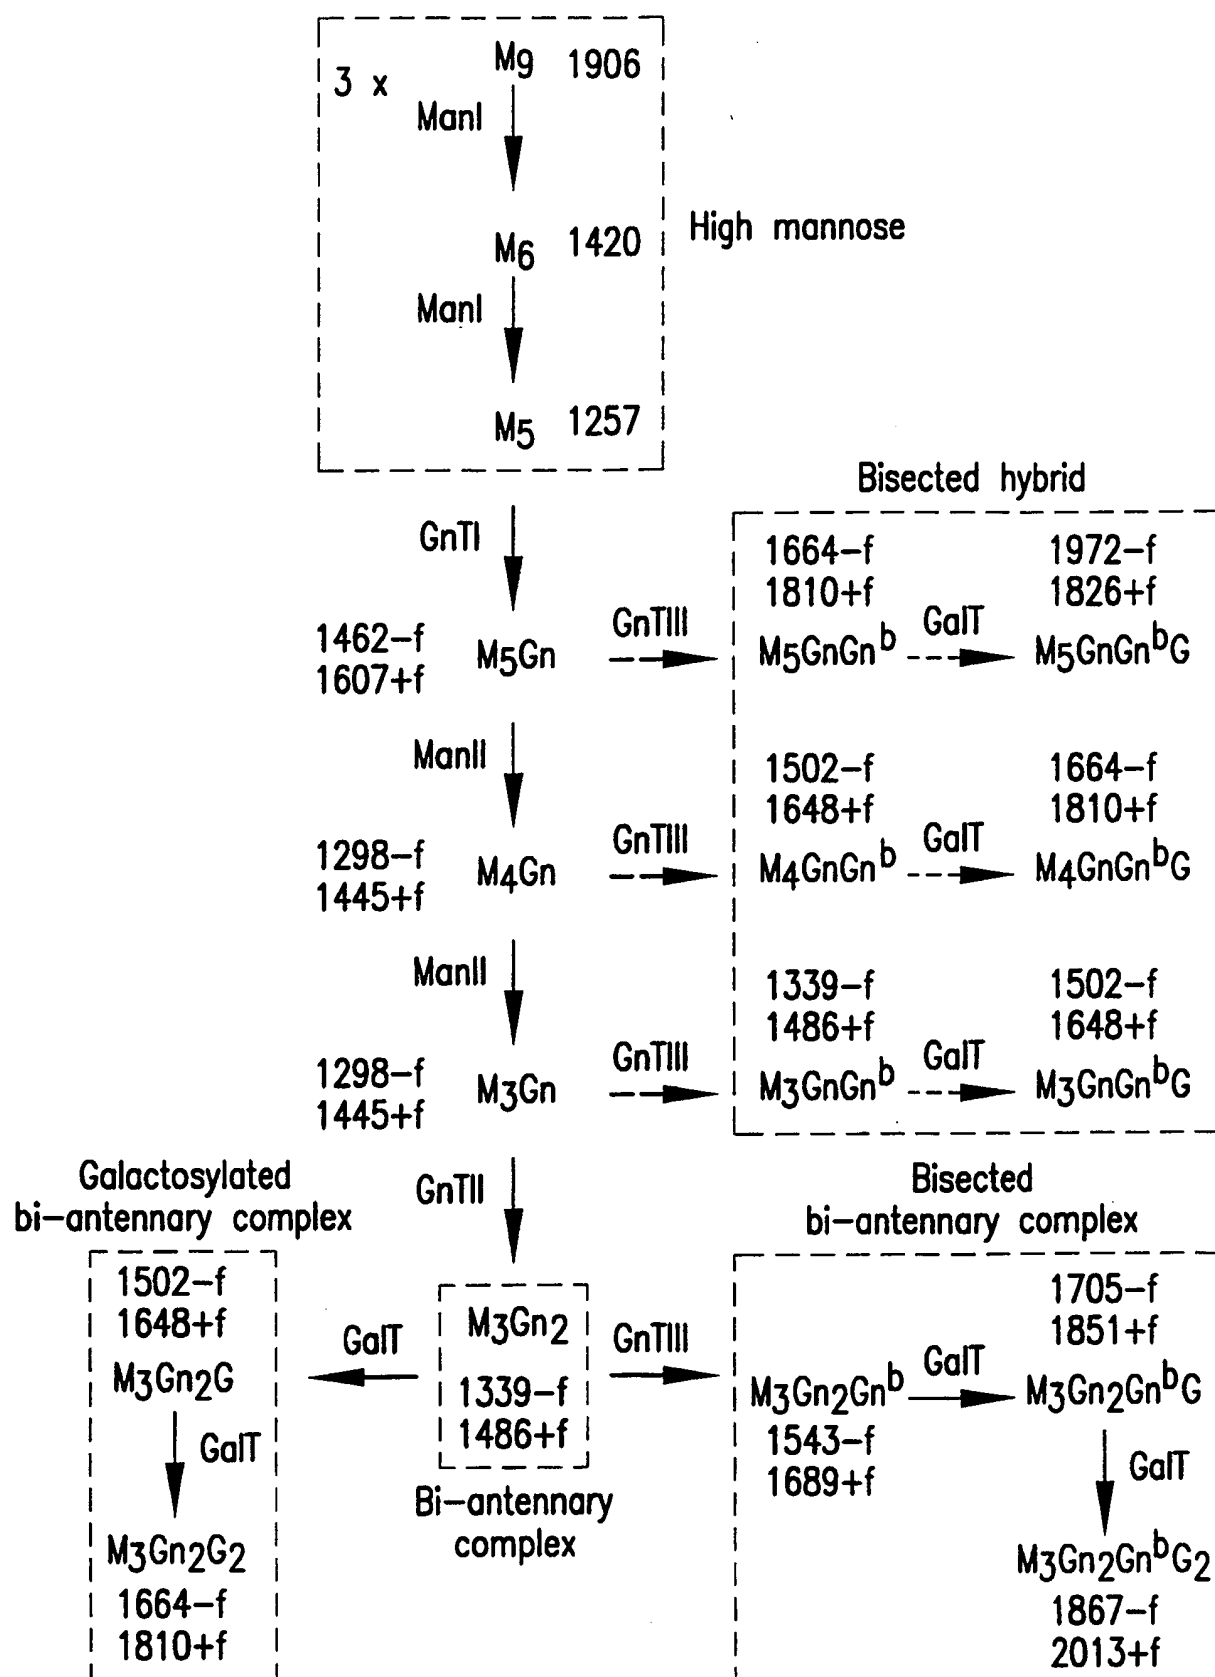 3 x
M9 1906
ManI
M6 1420
High mannose
ManI
M5 1257
GnTI
Bisected hybrid
1664-f
1810+f
1972-f
1826+f
1462-f
1607+f
M5Gn
GnTIII
M5GnGnb
GalT
M5GnGnbG
ManII
1502-f
1648+f
1664-f
1810+f
1298-f
1445+f
M4Gn
GnTIII
M4GnGnb
GalT
M4GnGnbG
ManII
1339-f
1486+f
1502-f
1648+f
1298-f
1445+f
M3Gn
GnTIII
M3GnGnb
GalT
M3GnGnbG
GnTII
Galactosylated
bi-antennary complex
1502-f
1648+f
M3Gn2G
GalT
M3Gn2G2
1664-f
1810+f
GalT
M3Gn2
1339-f
1486+f
Bi-antennary
complex
GnTIII
Bisected
bi-antennary complex
M3Gn2Gnb
1543-f
1689+f
GalT
1705-f
1851+f
M3Gn2GnbG
GalT
M3Gn2GnbG2
1867-f
2013+f